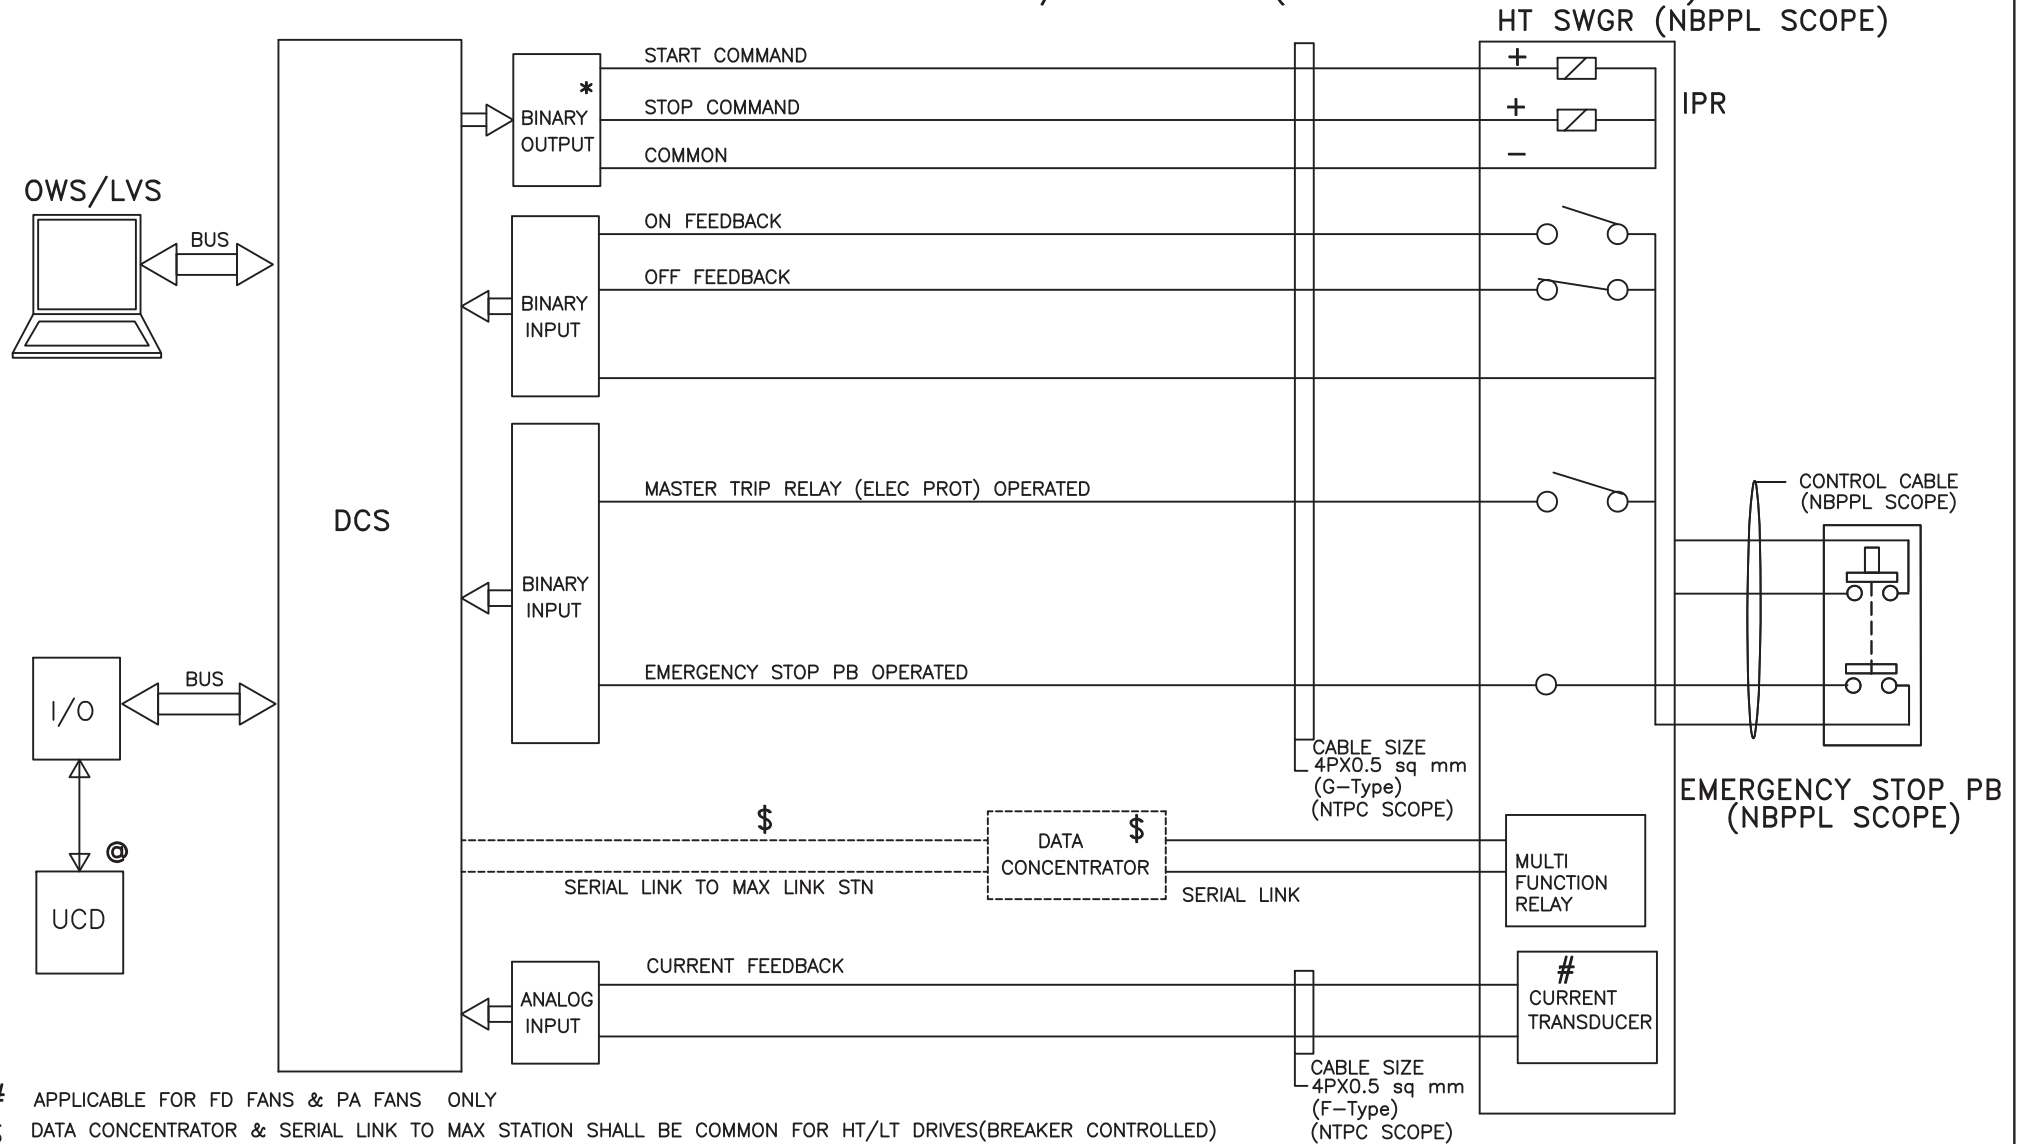 HT SWGR (NBPPL SCOPE)
START COMMAND
+
*
BINARY
OUTPUT
STOP COMMAND
+
IPR
COMMON
−
OWS/LVS
BUS
ON FEEDBACK
OFF FEEDBACK
BINARY
INPUT
DCS
MASTER TRIP RELAY (ELEC PROT) OPERATED
CONTROL CABLE
(NBPPL SCOPE)
BINARY
INPUT
EMERGENCY STOP PB OPERATED
BUS
I/O
CABLE SIZE
4PX0.5 sq mm
(G-Type)
(NTPC SCOPE)
EMERGENCY STOP PB
(NBPPL SCOPE)
@
UCD
$
SERIAL LINK TO MAX LINK STN
DATA $
CONCENTRATOR
SERIAL LINK
MULTI
FUNCTION
RELAY
CURRENT FEEDBACK
ANALOG
INPUT
#
CURRENT
TRANSDUCER
CABLE SIZE
4PX0.5 sq mm
(F-Type)
(NTPC SCOPE)
# APPLICABLE FOR FD FANS & PA FANS ONLY
$ DATA CONCENTRATOR & SERIAL LINK TO MAX STATION SHALL BE COMMON FOR HT/LT DRIVES(BREAKER CONTROLLED)